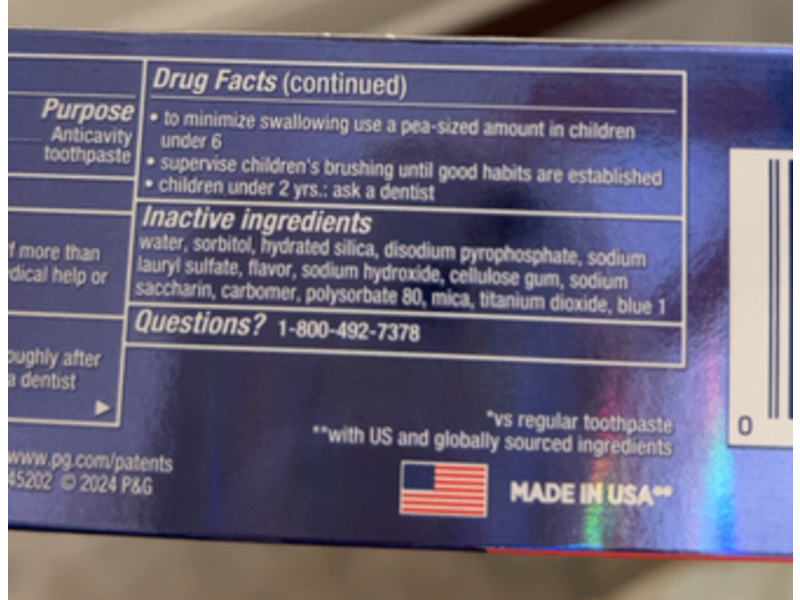 Purpose
Anticavity
toothpaste
f more than
dical help or
oughly after
a dentist
www.pg.com/patents
45202 © 2024 P&G
Drug Facts (continued)
• to minimize swallowing use a pea-sized amount in children
under 6
• supervise children's brushing until good habits are established
• children under 2 yrs.: ask a dentist
Inactive ingredients
water, sorbitol, hydrated silica, disodium pyrophosphate, sodium
lauryl sulfate, flavor, sodium hydroxide, cellulose gum, sodium
saccharin, carbomer, polysorbate 80, mica, titanium dioxide, blue 1
Questions? 1-800-492-7378
*vs regular toothpaste
**with US and globally sourced ingredients
MADE IN USA**
0